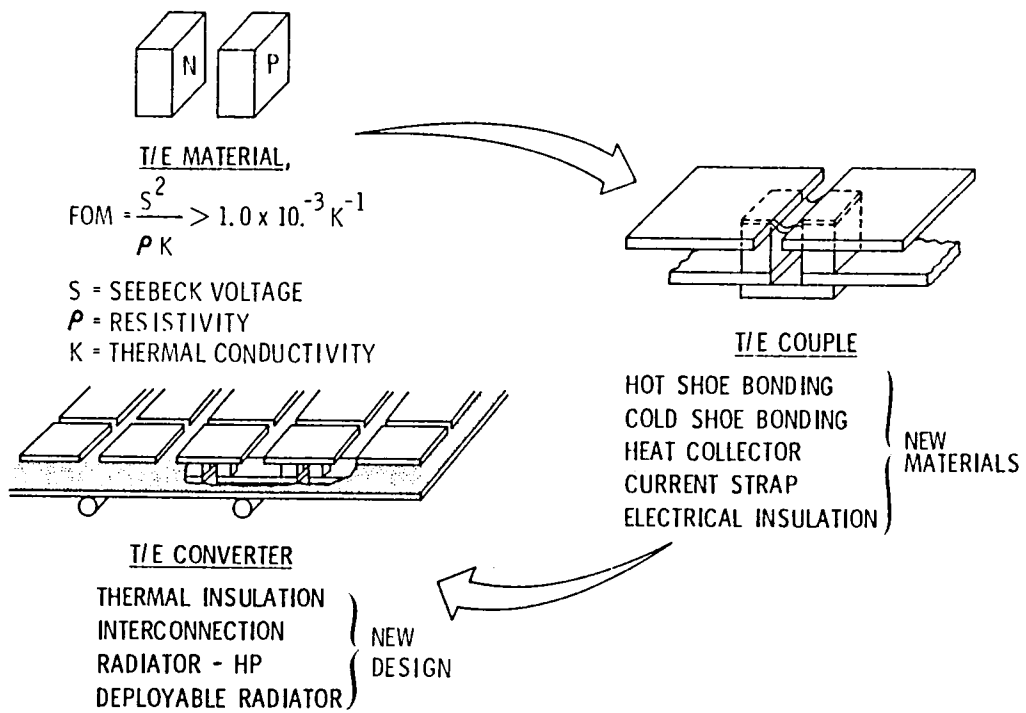 N P
T/E MATERIAL,
FOM = S²/ρK > 1.0 x 10.⁻³ K⁻¹
S = SEEBECK VOLTAGE
ρ = RESISTIVITY
K = THERMAL CONDUCTIVITY
T/E COUPLE
HOT SHOE BONDING
COLD SHOE BONDING
HEAT COLLECTOR
CURRENT STRAP
ELECTRICAL INSULATION
NEW
MATERIALS
T/E CONVERTER
THERMAL INSULATION
INTERCONNECTION
RADIATOR - HP
DEPLOYABLE RADIATOR
NEW
DESIGN